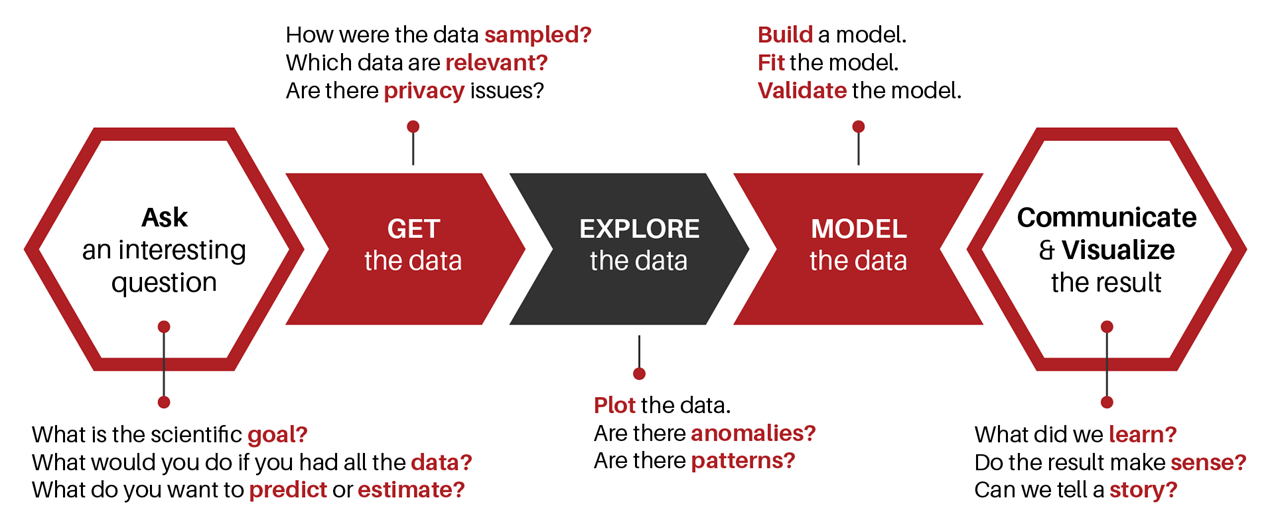 How were the data sampled?
Which data are relevant?
Are there privacy issues?
Build a model.
Fit the model.
Validate the model.
Ask
an interesting
question
GET
the data
EXPLORE
the data
MODEL
the data
Communicate
& Visualize
the result
What is the scientific goal?
What would you do if you had all the data?
What do you want to predict or estimate?
Plot the data.
Are there anomalies?
Are there patterns?
What did we learn?
Do the result make sense?
Can we tell a story?